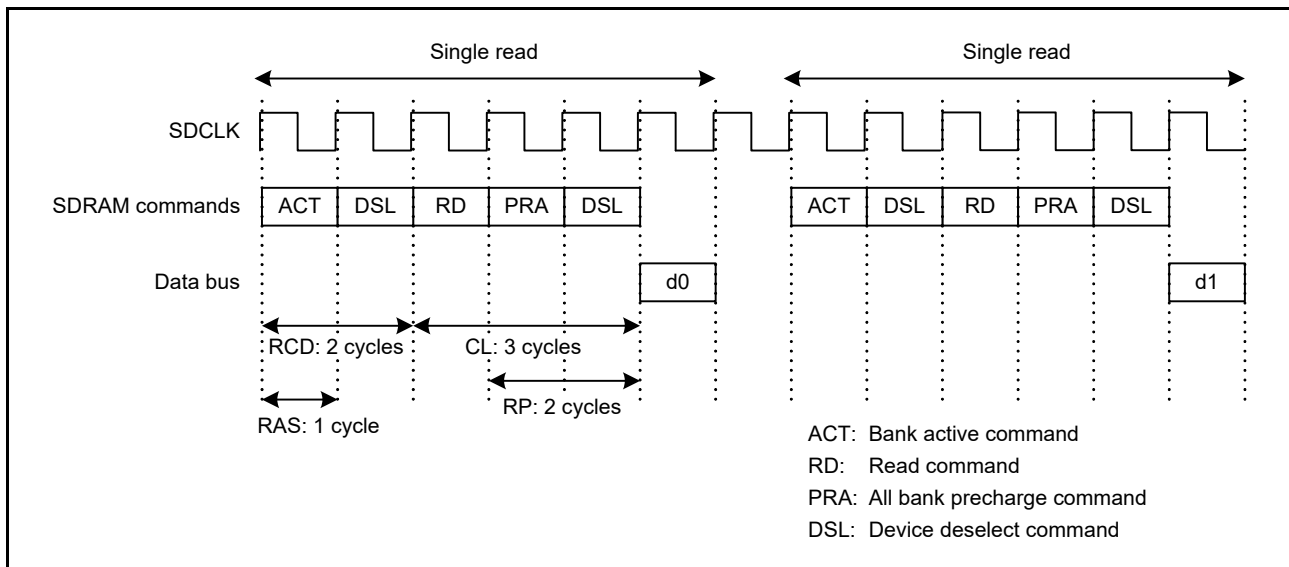 Single read Single read
SDCLK
SDRAM commands ACT DSL RD PRA DSL ACT DSL RD PRA DSL
Data bus d0 d1
RCD: 2 cycles CL: 3 cycles
RAS: 1 cycle RP: 2 cycles
ACT: Bank active command
RD: Read command
PRA: All bank precharge command
DSL: Device deselect command